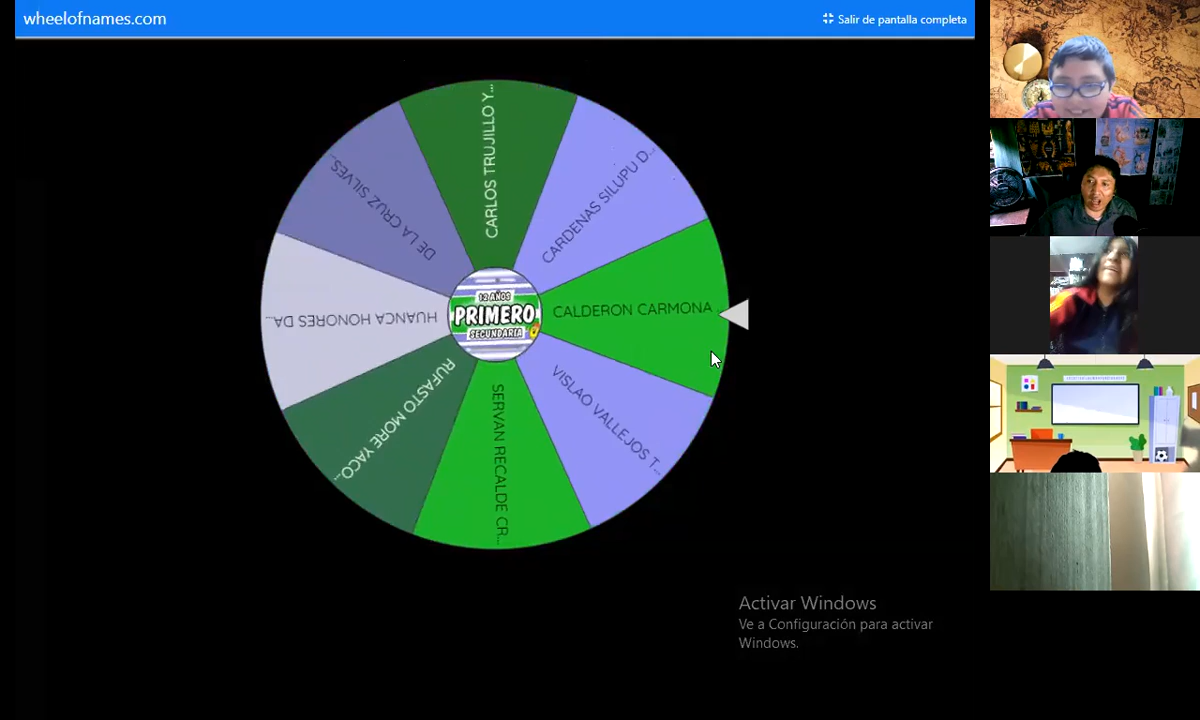 wheelofnames.com
Salir de pantalla completa
CARLOS TRUJILLO Y...
CARDENAS SILUPU D...
CALDERON CARMONA
VISLAO VALLEJOS T...
SERVAN RECALDE CR...
RUFASTO MORE YACO...
HUANCA HONORES DA...
DE LA CRUZ SILVES...
12 AÑOS
PRIMERO
SECUNDARIA
Activar Windows
Ve a Configuración para activar
Windows.